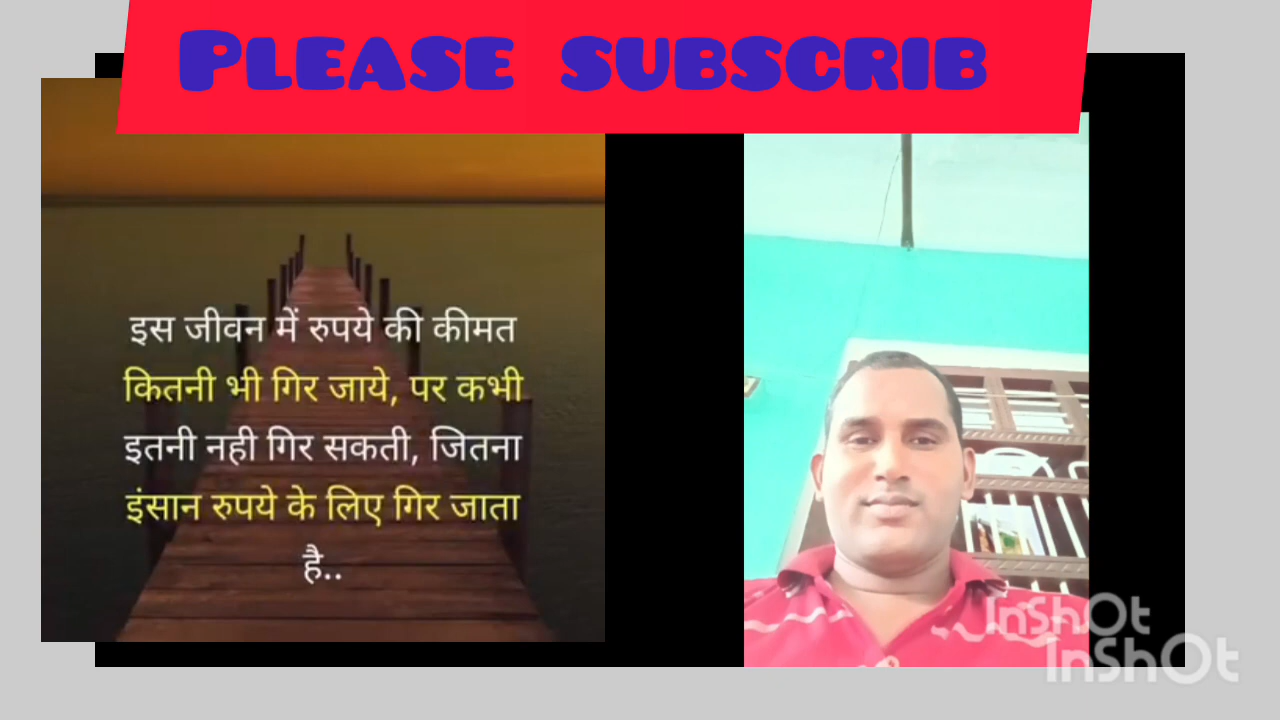 PLEASE SUBSCRIB
इस जीवन में रुपये की कीमत
कितनी भी गिर जाये, पर कभी
इतनी नही गिर सकती, जितना
इंसान रुपये के लिए गिर जाता
है..
InShOt
InShOt